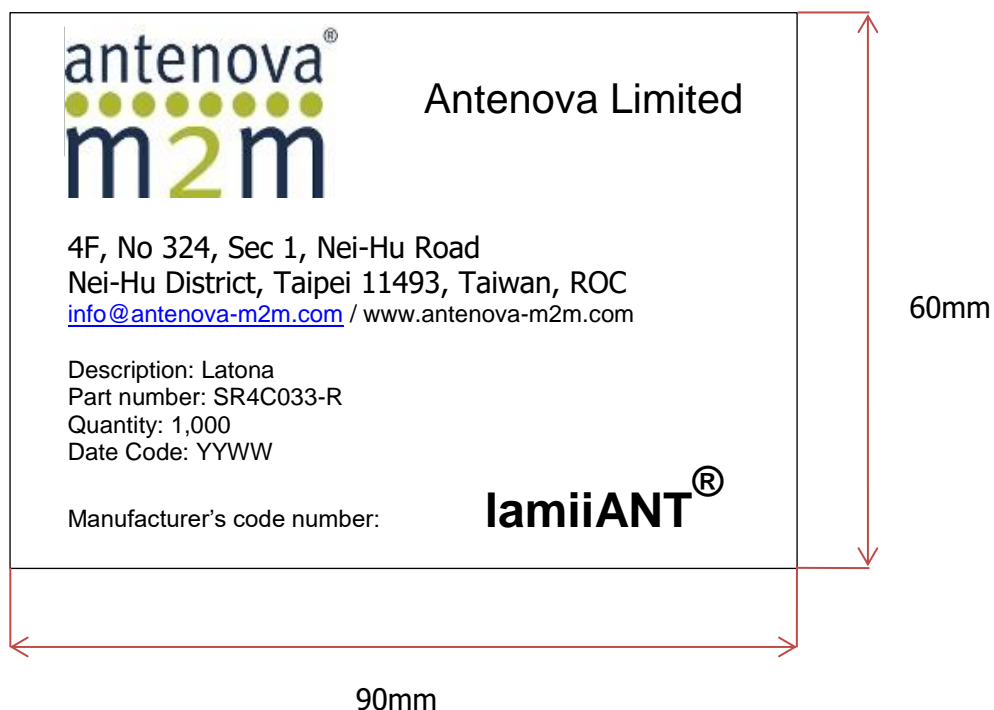 antenova®
m2m
Antenova Limited
4F, No 324, Sec 1, Nei-Hu Road
Nei-Hu District, Taipei 11493, Taiwan, ROC
info@antenova-m2m.com / www.antenova-m2m.com
60mm
Description: Latona
Part number: SR4C033-R
Quantity: 1,000
Date Code: YYWW
Manufacturer’s code number:
lamiiANT®
90mm